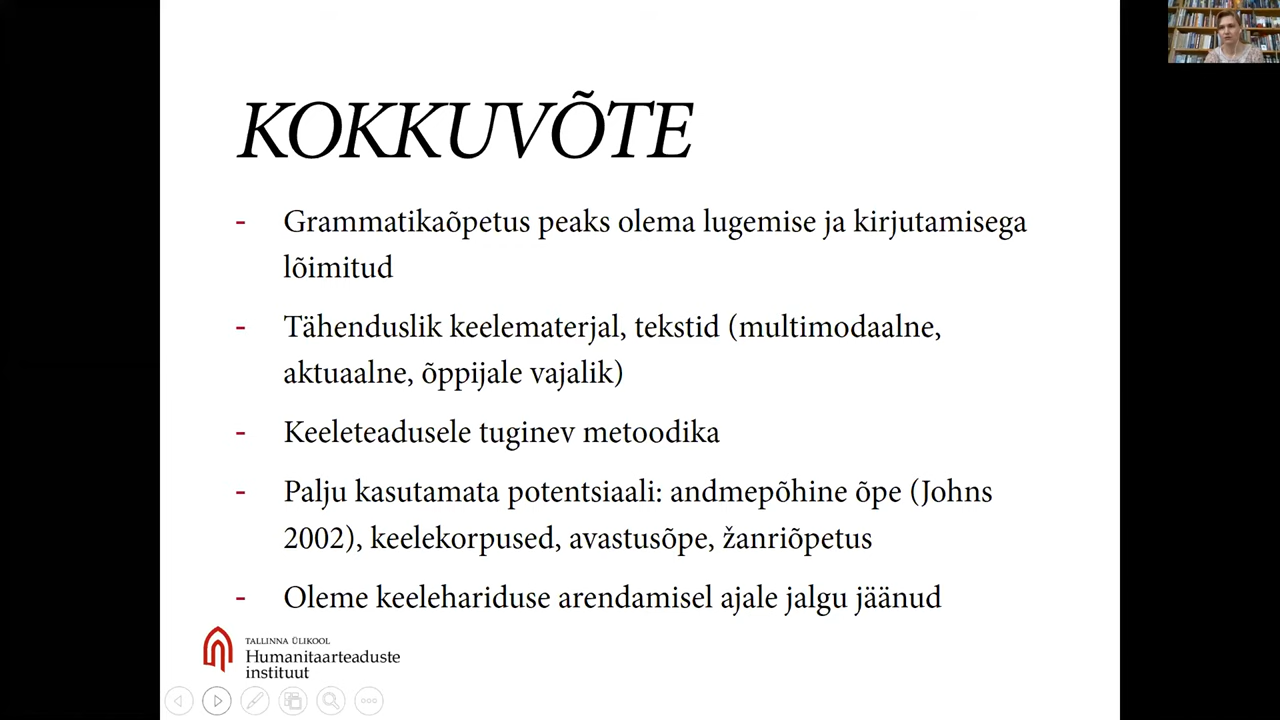 KOKKUVÕTE
- Grammatikaõpetus peaks olema lugemise ja kirjutamisega
lõimitud
- Tähenduslik keelematerjal, tekstid (multimodaalne,
aktuaalne, õppijale vajalik)
- Keeleteadusele tuginev metoodika
- Palju kasutamata potentsiaali: andmepõhine õpe (Johns
2002), keelekorpused, avastusõpe, žanriõpetus
- Oleme keelehariduse arendamisel ajale jalgu jäänud
TALLINNA ÜLIKOOL
Humanitaarteaduste
instituut